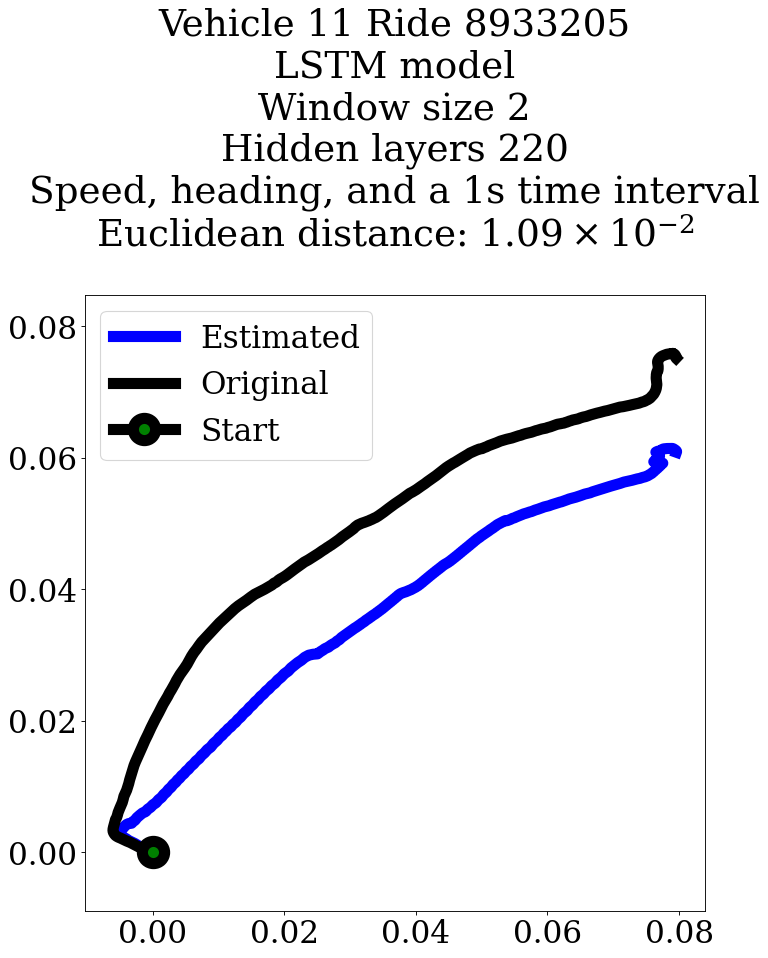 Vehicle 11 Ride 8933205
LSTM model
Window size 2
Hidden layers 220
Speed, heading, and a 1s time interval
Euclidean distance: 1.09 × 10⁻²
Estimated
Original
Start
0.08
0.06
0.04
0.02
0.00
0.00 0.02 0.04 0.06 0.08